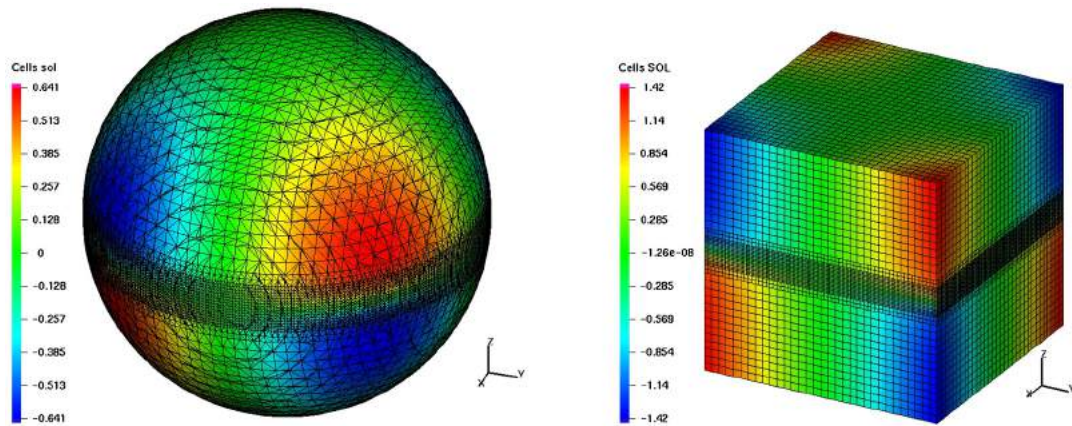 Cells sol
0.641
0.513
0.385
0.257
0.128
0
-0.128
-0.257
-0.385
-0.513
-0.641
Z
X
Y
Cells SOL
1.42
1.14
0.854
0.569
0.285
-1.26e-08
-0.285
-0.569
-0.854
-1.14
-1.42
Z
X
Y